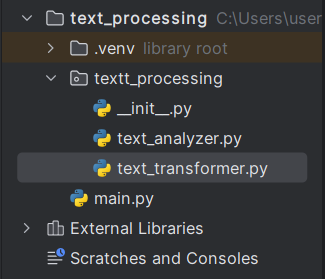 text_processing C:\Users\user
.venv library root
textt_processing
__init__.py
text_analyzer.py
text_transformer.py
main.py
External Libraries
Scratches and Consoles